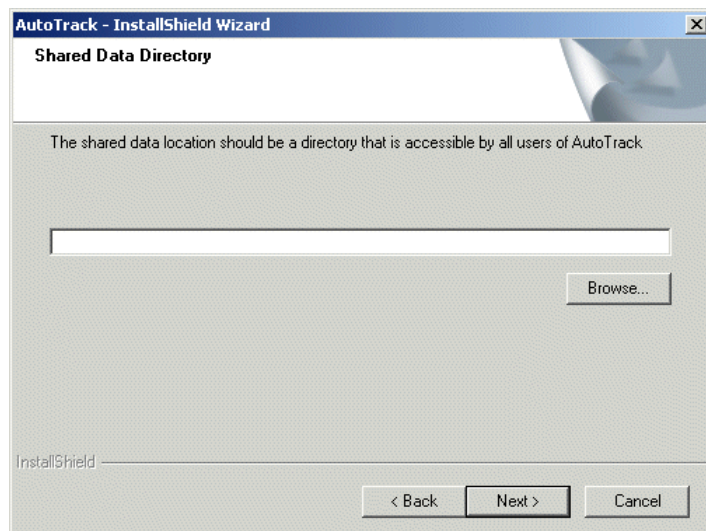 AutoTrack - InstallShield Wizard
Shared Data Directory
The shared data location should be a directory that is accessible by all users of AutoTrack
Browse...
InstallShield
< Back Next > Cancel